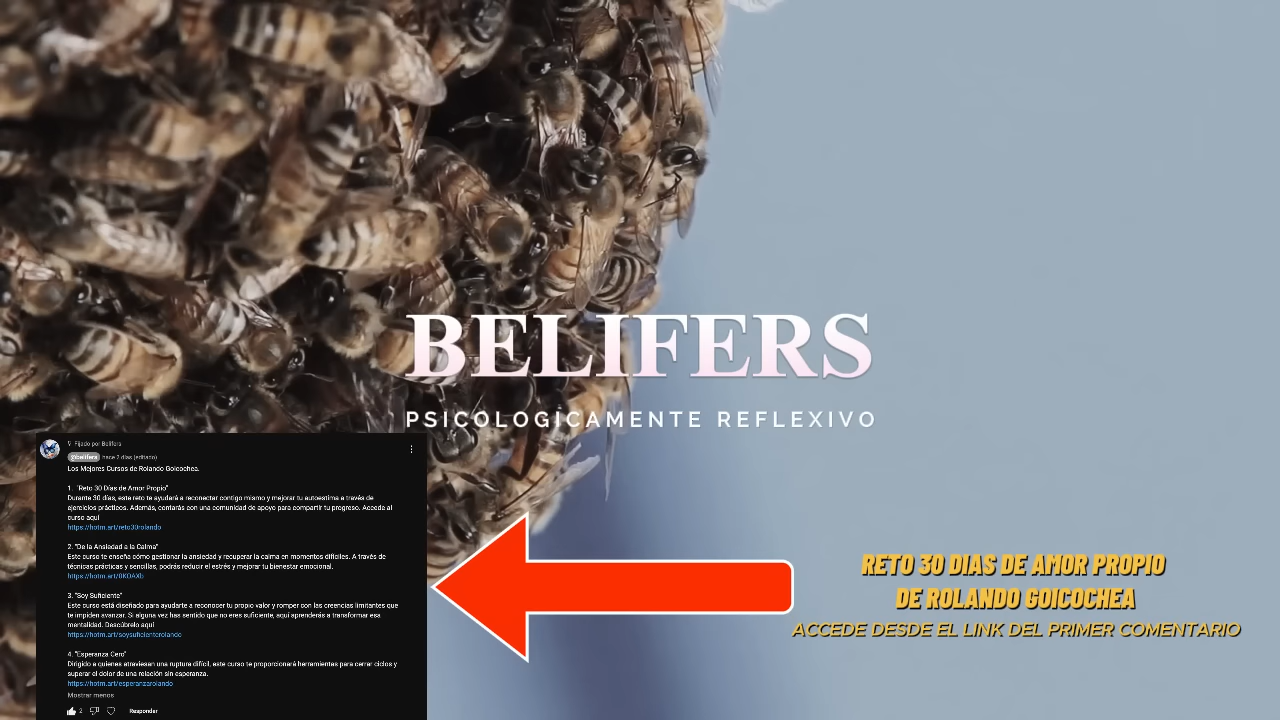 BELIFERS
PSICOLOGICAMENTE REFLEXIVO
Fijado por Belifers
@belifers hace 2 días (editado)
Los Mejores Cursos de Rolando Goicochea.
1. "Reto 30 Días de Amor Propio"
Durante 30 días, este reto te ayudará a reconectar contigo mismo y mejorar tu autoestima a través de
ejercicios prácticos. Además, contarás con una comunidad de apoyo para compartir tu progreso. Accede al
curso aquí
https://hotm.art/reto30rolando
2. "De la Ansiedad a la Calma"
Este curso te enseña cómo gestionar la ansiedad y recuperar la calma en momentos difíciles. A través de
técnicas prácticas y sencillas, podrás reducir el estrés y mejorar tu bienestar emocional.
https://hotm.art/0KOAXb
3. "Soy Suficiente"
Este curso está diseñado para ayudarte a reconocer tu propio valor y romper con las creencias limitantes que
te impiden avanzar. Si alguna vez has sentido que no eres suficiente, aquí aprenderás a transformar esa
mentalidad. Descúbrelo aquí
https://hotm.art/soysuficienterolando
4. "Esperanza Cero"
Dirigido a quienes atraviesan una ruptura difícil, este curso te proporcionará herramientas para cerrar ciclos y
superar el dolor de una relación sin esperanza.
https://hotm.art/esperanzarolando
Mostrar menos
2 Responder
RETO 30 DIAS DE AMOR PROPIO
DE ROLANDO GOICOCHEA
ACCEDE DESDE EL LINK DEL PRIMER COMENTARIO